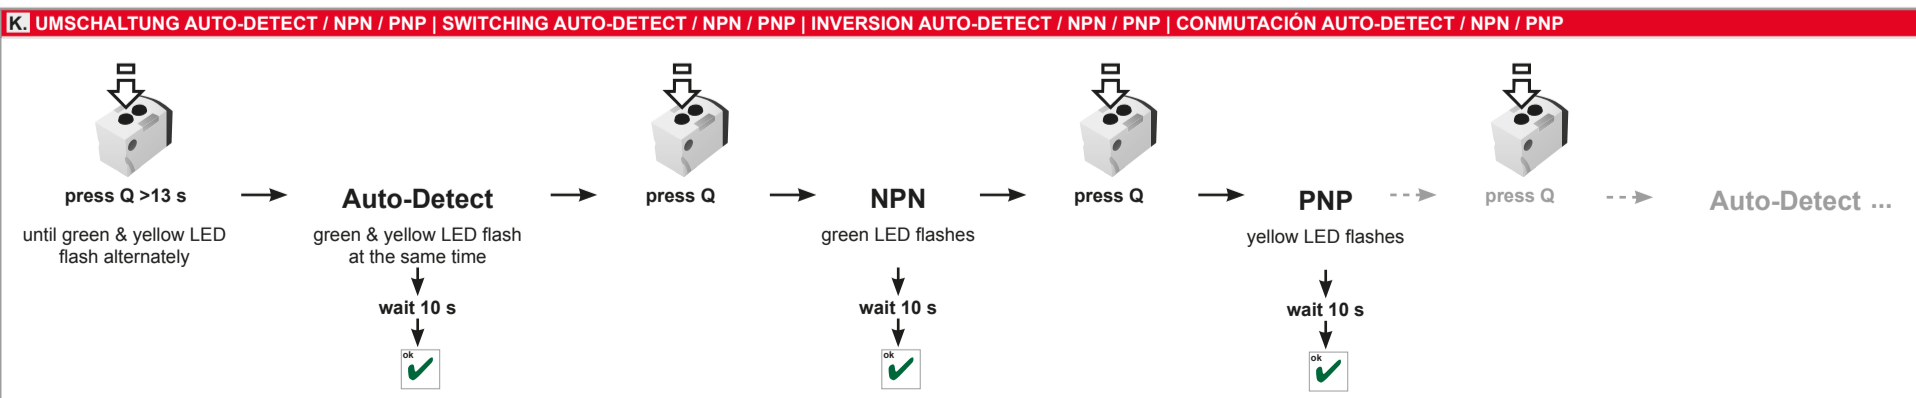 K. UMSCHALTUNG AUTO-DETECT / NPN / PNP | SWITCHING AUTO-DETECT / NPN / PNP | INVERSION AUTO-DETECT / NPN / PNP | CONMUTACIÓN AUTO-DETECT / NPN / PNP
press Q >13 s
until green & yellow LED
flash alternately
Auto-Detect
green & yellow LED flash
at the same time
wait 10 s
ok
press Q
NPN
green LED flashes
wait 10 s
ok
press Q
PNP
yellow LED flashes
wait 10 s
ok
press Q
Auto-Detect ...